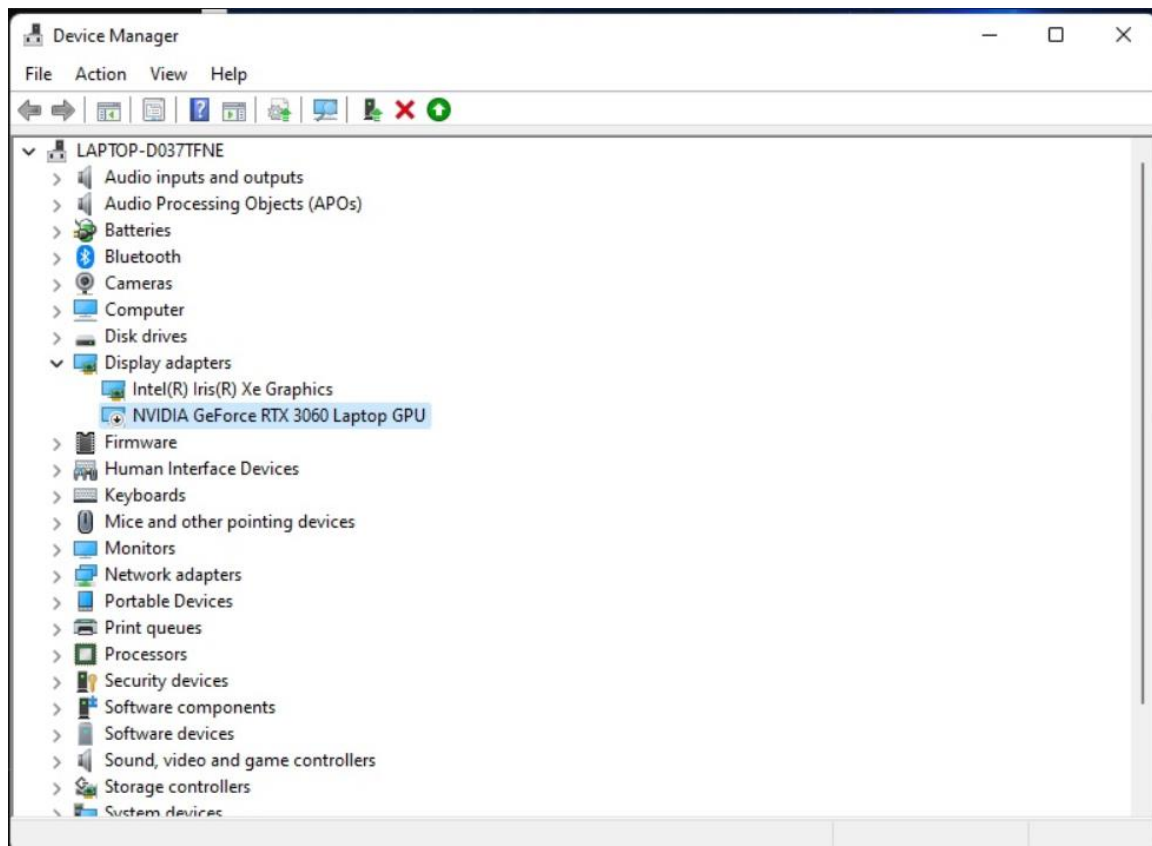 Device Manager
File Action View Help
LAPTOP-D037TFNE
Audio inputs and outputs
Audio Processing Objects (APOs)
Batteries
Bluetooth
Cameras
Computer
Disk drives
Display adapters
Intel(R) Iris(R) Xe Graphics
NVIDIA GeForce RTX 3060 Laptop GPU
Firmware
Human Interface Devices
Keyboards
Mice and other pointing devices
Monitors
Network adapters
Portable Devices
Print queues
Processors
Security devices
Software components
Software devices
Sound, video and game controllers
Storage controllers
System devices